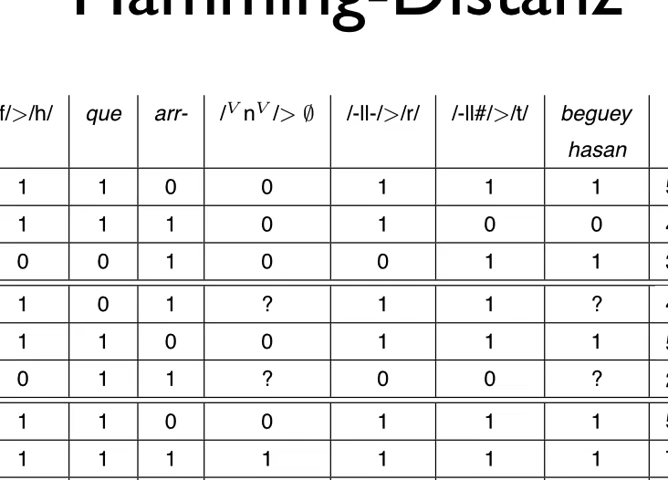 Hamming-Distanz
f/>/h/ que arr- /ⱽnⱽ/> ∅ /-ll-/>/r/ /-ll#/>/t/ beguey
hasan
1 1 0 0 1 1 1
1 1 1 0 1 0 0
0 0 1 0 0 1 1
1 0 1 ? 1 1 ?
1 1 0 0 1 1 1
0 1 1 ? 0 0 ?
1 1 0 0 1 1 1
1 1 1 1 1 1 1